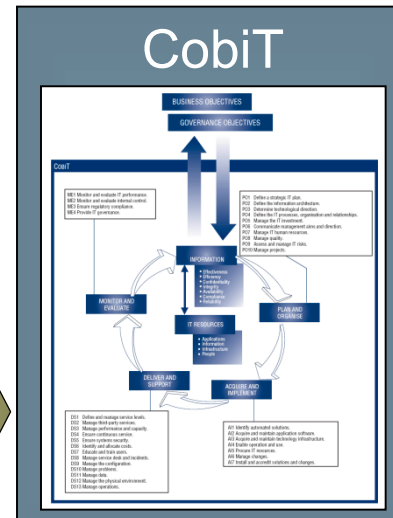 CobiT
BUSINESS OBJECTIVES
GOVERNANCE OBJECTIVES
CobiT
ME1 Monitor and evaluate IT performance.
ME2 Monitor and evaluate internal control.
ME3 Ensure regulatory compliance.
ME4 Provide IT governance.
PO1 Define a strategic IT plan.
PO2 Define the information architecture.
PO3 Determine technological direction.
PO4 Define the IT processes, organisation and relationships.
PO5 Manage the IT investment.
PO6 Communicate management aims and direction.
PO7 Manage IT human resources.
PO8 Manage quality.
PO9 Assess and manage IT risks.
PO10 Manage projects.
INFORMATION
Effectiveness
Efficiency
Confidentiality
Integrity
Availability
Compliance
Reliability
MONITOR AND
EVALUATE
PLAN AND
ORGANISE
IT RESOURCES
Applications
Information
Infrastructure
People
DELIVER AND
SUPPORT
ACQUIRE AND
IMPLEMENT
DS1 Define and manage service levels.
DS2 Manage third-party services.
DS3 Manage performance and capacity.
DS4 Ensure continuous service.
DS5 Ensure systems security.
DS6 Identify and allocate costs.
DS7 Educate and train users.
DS8 Manage service desk and incidents.
DS9 Manage the configuration.
DS10 Manage problems.
DS11 Manage data.
DS12 Manage the physical environment.
DS13 Manage operations.
AI1 Identify automated solutions.
AI2 Acquire and maintain application software.
AI3 Acquire and maintain technology infrastructure.
AI4 Enable operation and use.
AI5 Procure IT resources.
AI6 Manage changes.
AI7 Install and accredit solutions and changes.